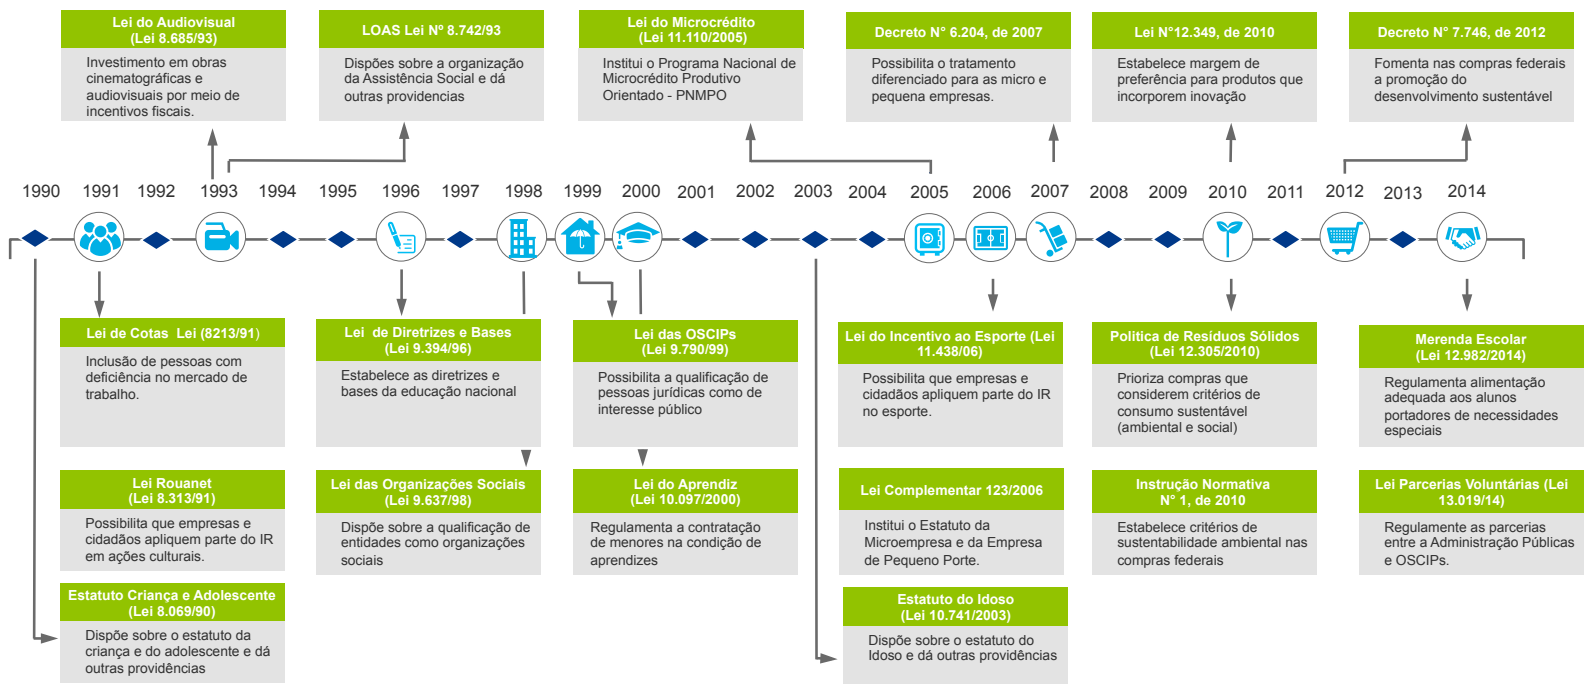 Lei do Audiovisual
(Lei 8.685/93)
Investimento em obras
cinematográficas e
audiovisuais por meio de
incentivos fiscais.
LOAS Lei Nº 8.742/93
Dispões sobre a organização
da Assistência Social e dá
outras providencias
Lei do Microcrédito
(Lei 11.110/2005)
Institui o Programa Nacional de
Microcrédito Produtivo
Orientado - PNMPO
Decreto N° 6.204, de 2007
Possibilita o tratamento
diferenciado para as micro e
pequena empresas.
Lei N°12.349, de 2010
Estabelece margem de
preferência para produtos que
incorporem inovação
Decreto N° 7.746, de 2012
Fomenta nas compras federais
a promoção do
desenvolvimento sustentável
1990 1991 1992 1993 1994 1995 1996 1997 1998 1999 2000 2001 2002 2003 2004 2005 2006 2007 2008 2009 2010 2011 2012 2013 2014
Lei de Cotas Lei (8213/91)
Inclusão de pessoas com
deficiência no mercado de
trabalho.
Lei de Diretrizes e Bases
(Lei 9.394/96)
Estabelece as diretrizes e
bases da educação nacional
Lei das OSCIPs
(Lei 9.790/99)
Possibilita a qualificação de
pessoas jurídicas como de
interesse público
Lei do Incentivo ao Esporte (Lei
11.438/06)
Possibilita que empresas e
cidadãos apliquem parte do IR
no esporte.
Politica de Resíduos Sólidos
(Lei 12.305/2010)
Prioriza compras que
considerem critérios de
consumo sustentável
(ambiental e social)
Merenda Escolar
(Lei 12.982/2014)
Regulamenta alimentação
adequada aos alunos
portadores de necessidades
especiais
Lei Rouanet
(Lei 8.313/91)
Possibilita que empresas e
cidadãos apliquem parte do IR
em ações culturais.
Lei das Organizações Sociais
(Lei 9.637/98)
Dispõe sobre a qualificação de
entidades como organizações
sociais
Lei do Aprendiz
(Lei 10.097/2000)
Regulamenta a contratação
de menores na condição de
aprendizes
Lei Complementar 123/2006
Institui o Estatuto da
Microempresa e da Empresa
de Pequeno Porte.
Instrução Normativa
N° 1, de 2010
Estabelece critérios de
sustentabilidade ambiental nas
compras federais
Lei Parcerias Voluntárias (Lei
13.019/14)
Regulamente as parcerias
entre a Administração Públicas
e OSCIPs.
Estatuto Criança e Adolescente
(Lei 8.069/90)
Dispõe sobre o estatuto da
criança e do adolescente e dá
outras providências
Estatuto do Idoso
(Lei 10.741/2003)
Dispõe sobre o estatuto do
Idoso e dá outras providências